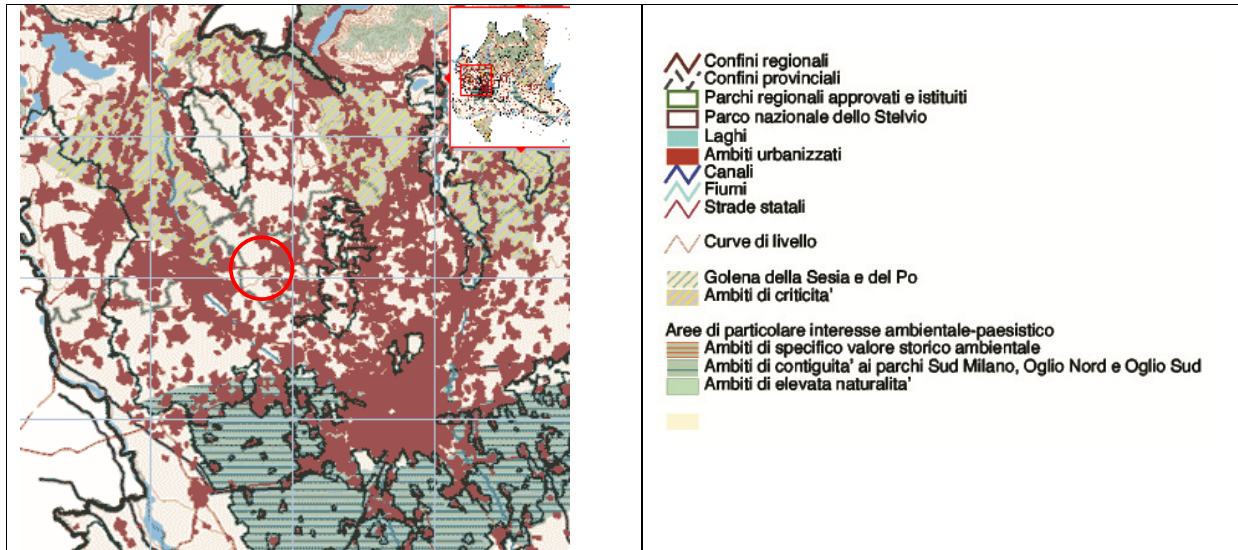 Confini regionali
Confini provinciali
Parchi regionali approvati e istituiti
Parco nazionale dello Stelvio
Laghi
Ambiti urbanizzati
Canali
Fiumi
Strade statali
Curve di livello
Golena della Sesia e del Po
Ambiti di criticita'
Aree di particolare interesse ambientale-paesistico
Ambiti di specifico valore storico ambientale
Ambiti di contiguita' ai parchi Sud Milano, Oglio Nord e Oglio Sud
Ambiti di elevata naturalita'